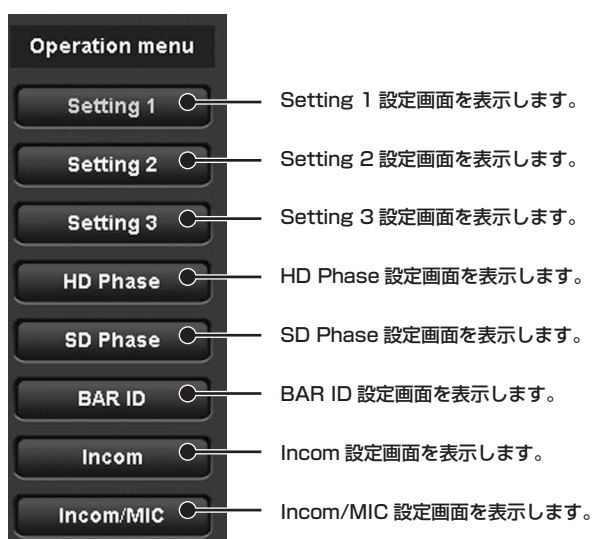 Operation menu
Setting 1 Setting 1 設定画面を表示します。
Setting 2 Setting 2 設定画面を表示します。
Setting 3 Setting 3 設定画面を表示します。
HD Phase HD Phase 設定画面を表示します。
SD Phase SD Phase 設定画面を表示します。
BAR ID BAR ID 設定画面を表示します。
Incom Incom 設定画面を表示します。
Incom/MIC Incom/MIC 設定画面を表示します。